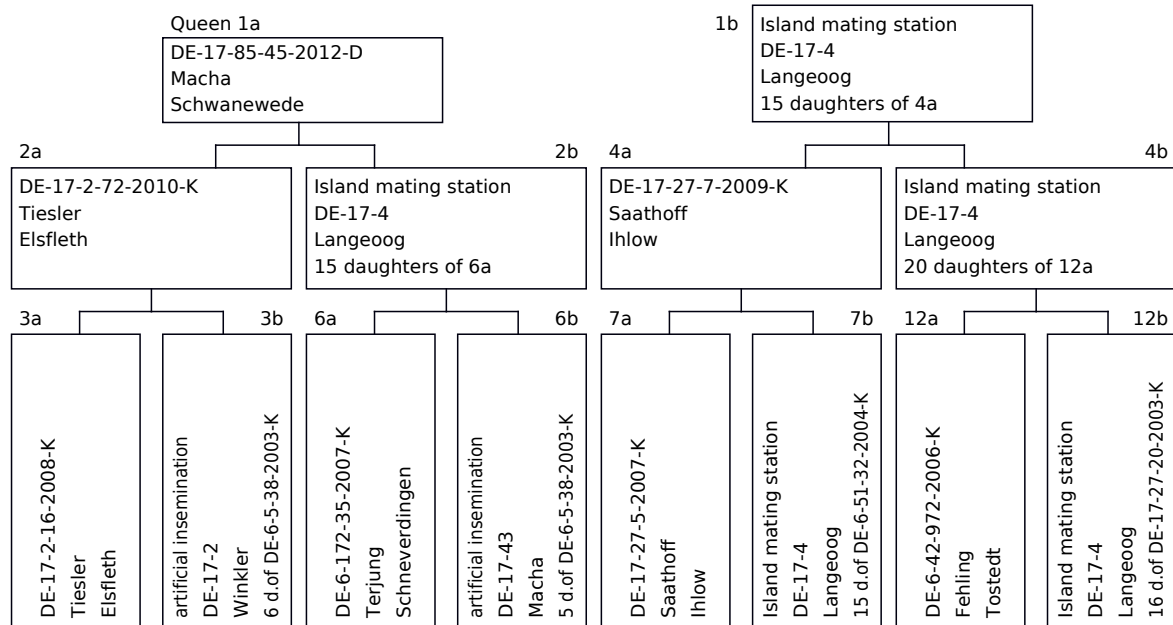 Queen 1a
DE-17-85-45-2012-D
Macha
Schwanewede
1b
Island mating station
DE-17-4
Langeoog
15 daughters of 4a
2a
DE-17-2-72-2010-K
Tiesler
Elsfleth
2b
Island mating station
DE-17-4
Langeoog
15 daughters of 6a
4a
DE-17-27-7-2009-K
Saathoff
Ihlow
4b
Island mating station
DE-17-4
Langeoog
20 daughters of 12a
3a
DE-17-2-16-2008-K
Tiesler
Elsfleth
3b
artificial insemination
DE-17-2
Winkler
6 d.of DE-6-5-38-2003-K
6a
DE-6-172-35-2007-K
Terjung
Schneverdingen
6b
artificial insemination
DE-17-43
Macha
5 d.of DE-6-5-38-2003-K
7a
DE-17-27-5-2007-K
Saathoff
Ihlow
7b
Island mating station
DE-17-4
Langeoog
15 d.of DE-6-51-32-2004-K
12a
DE-6-42-972-2006-K
Fehling
Tostedt
12b
Island mating station
DE-17-4
Langeoog
16 d.of DE-17-27-20-2003-K